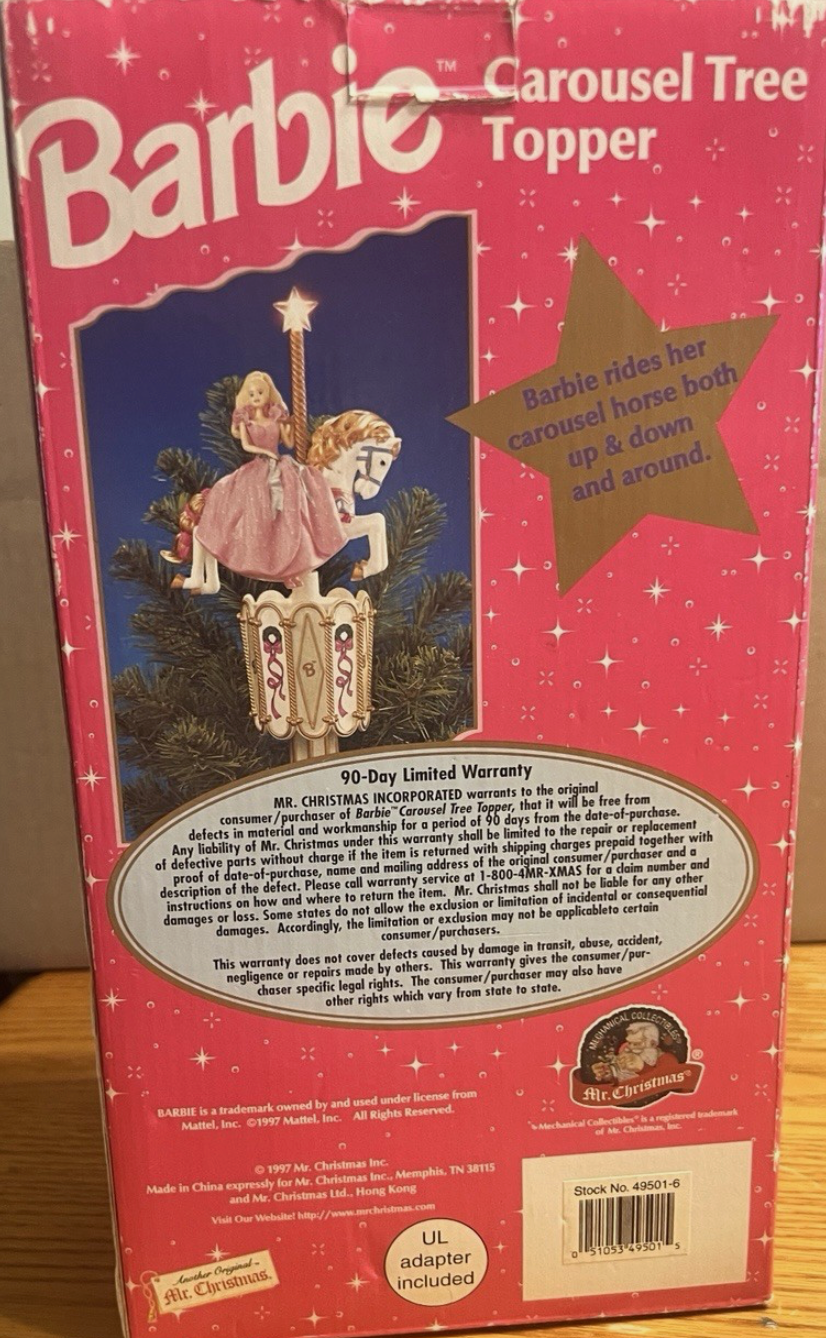 Barbie™
Carousel Tree
Topper
Barbie rides her
carousel horse both
up & down
and around.
B
90-Day Limited Warranty
MR. CHRISTMAS INCORPORATED warrants to the original
consumer/purchaser of Barbie™ Carousel Tree Topper, that it will be free from
defects in material and workmanship for a period of 90 days from the date-of-purchase.
Any liability of Mr. Christmas under this warranty shall be limited to the repair or replacement
of defective parts without charge if the item is returned with shipping charges prepaid together with
proof of date-of-purchase, name and mailing address of the original consumer/purchaser and a
description of the defect. Please call warranty service at 1-800-4MR-XMAS for a claim number and
instructions on how and where to return the item. Mr. Christmas shall not be liable for any other
damages or loss. Some states do not allow the exclusion or limitation of incidental or consequential
damages. Accordingly, the limitation or exclusion may not be applicableto certain
consumer/purchasers.
This warranty does not cover defects caused by damage in transit, abuse, accident,
negligence or repairs made by others. This warranty gives the consumer/pur-
chaser specific legal rights. The consumer/purchaser may also have
other rights which vary from state to state.
MECHANICAL COLLECTIBLES®
Mr. Christmas®
Mechanical Collectibles® is a registered trademark
of Mr. Christmas, Inc.
BARBIE is a trademark owned by and used under license from
Mattel, Inc. ©1997 Mattel, Inc. All Rights Reserved.
© 1997 Mr. Christmas Inc.
Made in China expressly for Mr. Christmas Inc., Memphis, TN 38115
and Mr. Christmas Ltd., Hong Kong
Visit Our Website! http://www.mrchristmas.com
Another Original™
Mr. Christmas.
UL
adapter
included
Stock No. 49501-6
0 51053 49501 5